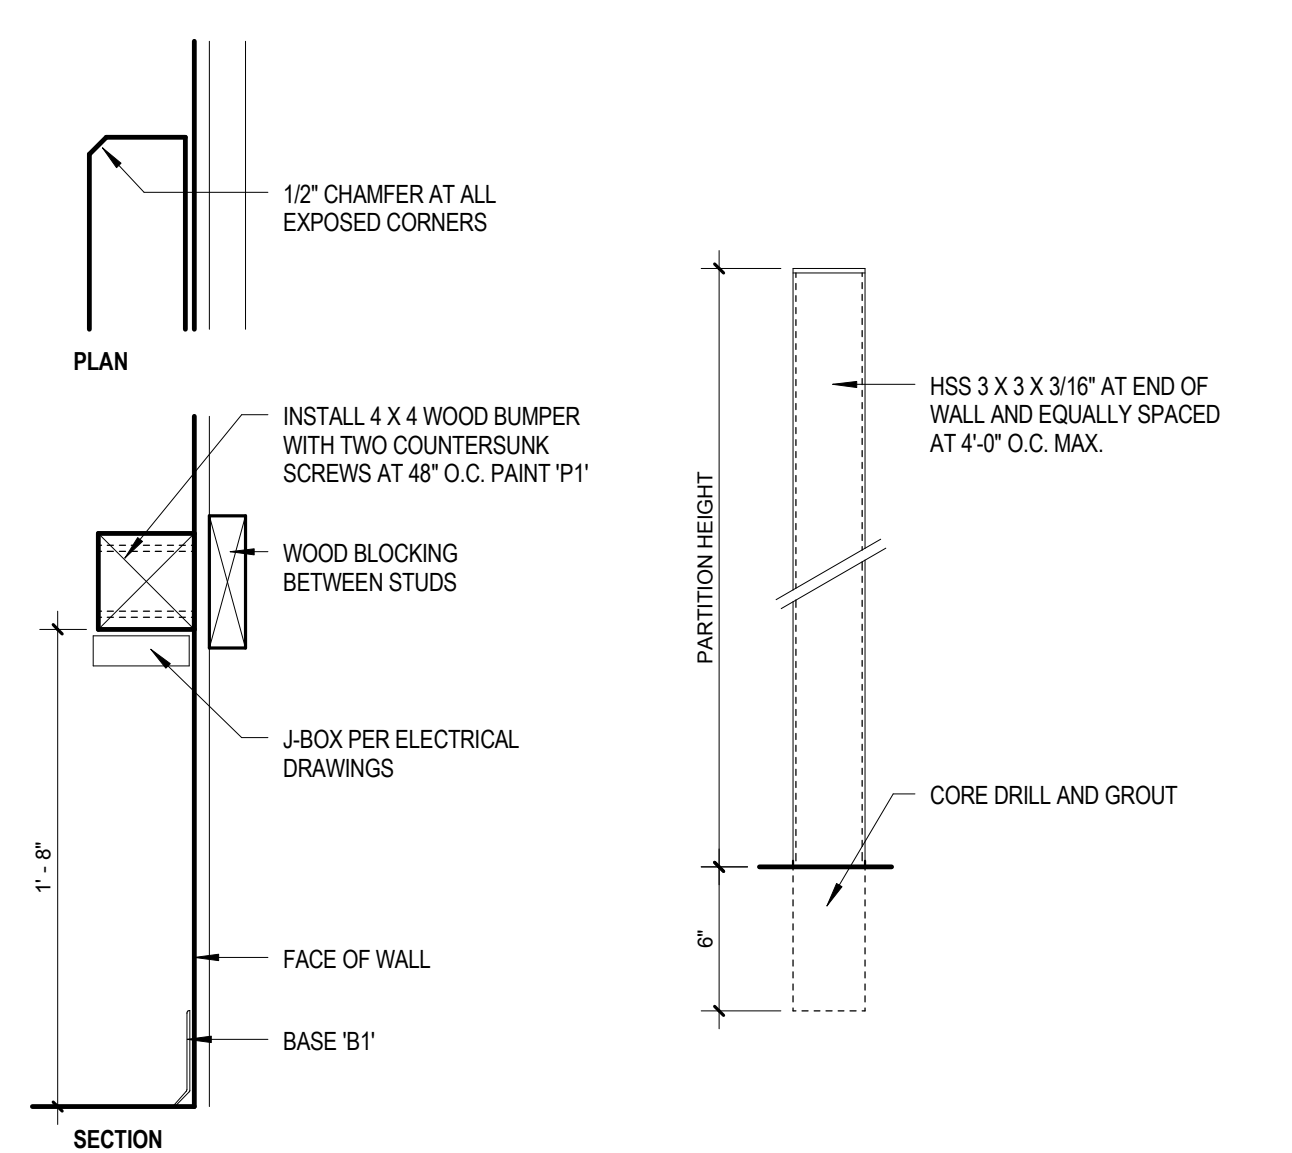 1/2" CHAMFER AT ALL
EXPOSED CORNERS
PLAN
INSTALL 4 X 4 WOOD BUMPER
WITH TWO COUNTERSUNK
SCREWS AT 48" O.C. PAINT 'P1'
WOOD BLOCKING
BETWEEN STUDS
J-BOX PER ELECTRICAL
DRAWINGS
1' - 8"
FACE OF WALL
BASE 'B1'
SECTION
HSS 3 X 3 X 3/16" AT END OF
WALL AND EQUALLY SPACED
AT 4'-0" O.C. MAX.
PARTITION HEIGHT
CORE DRILL AND GROUT
6"